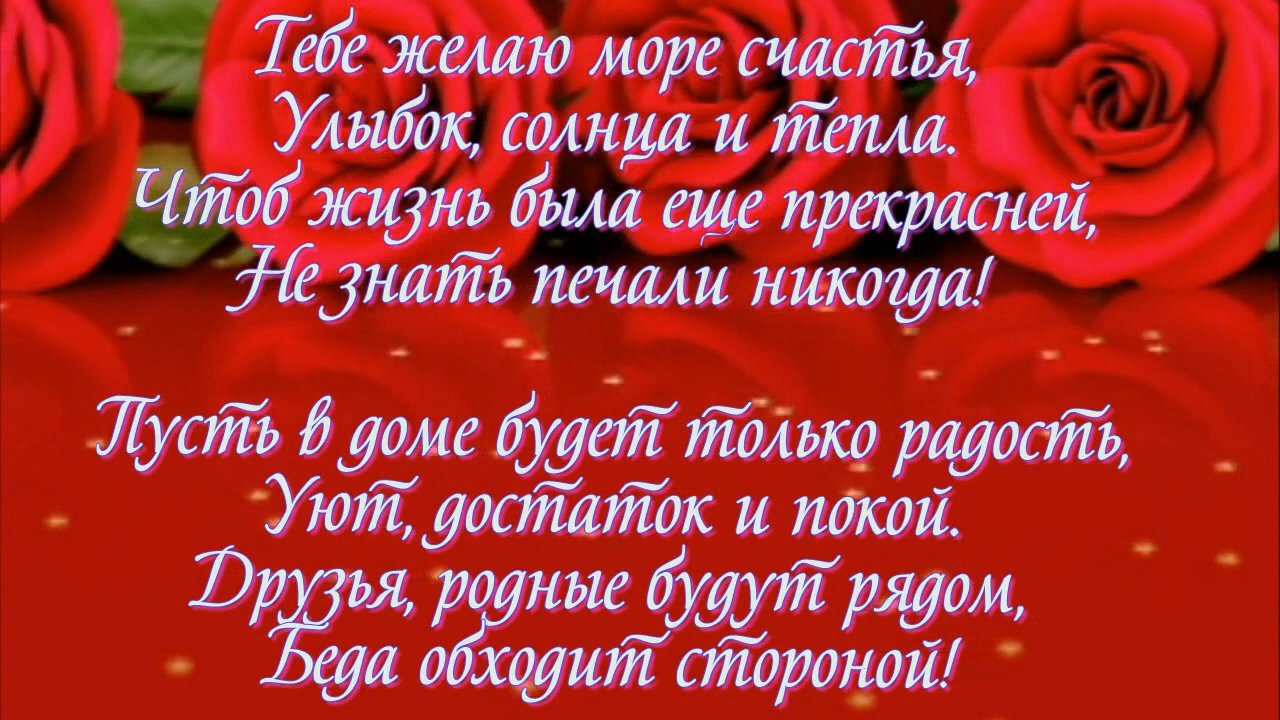 Тебе желаю море счастья,
Улыбок, солнца и тепла.
Чтоб жизнь была еще прекрасней,
Не знать печали никогда!
Пусть в доме будет только радость,
Уют, достаток и покой.
Друзья, родные будут рядом,
Беда обходит стороной!